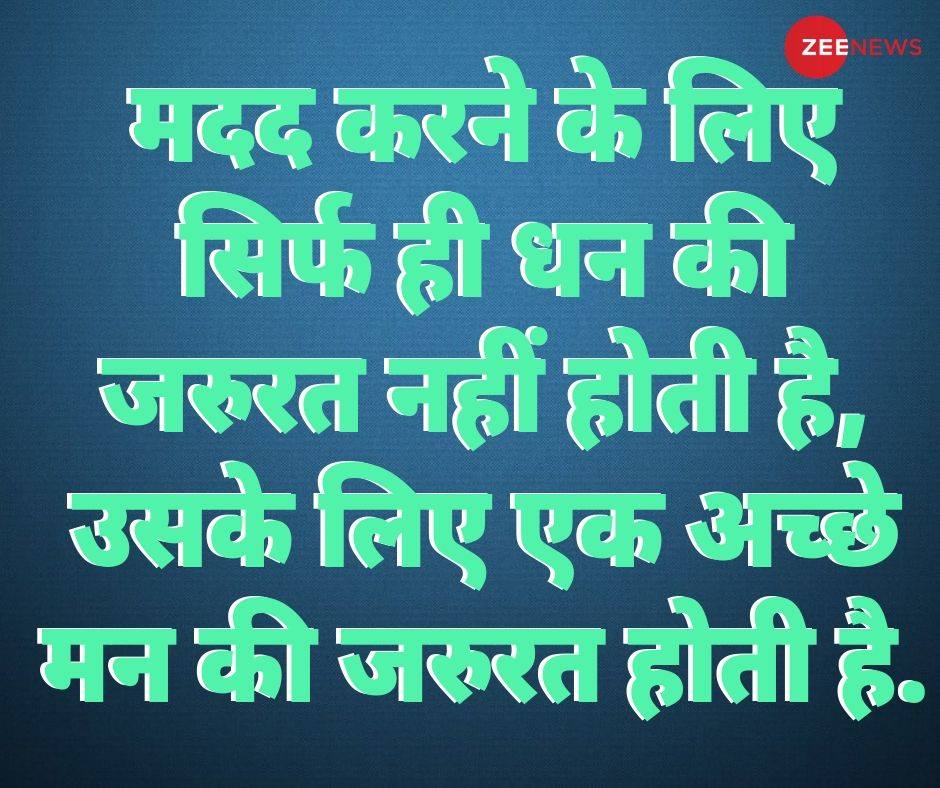 ZEENEWS
मदद करने के लिए
सिर्फ ही धन की
जरुरत नहीं होती है,
उसके लिए एक अच्छे
मन की जरुरत होती है.